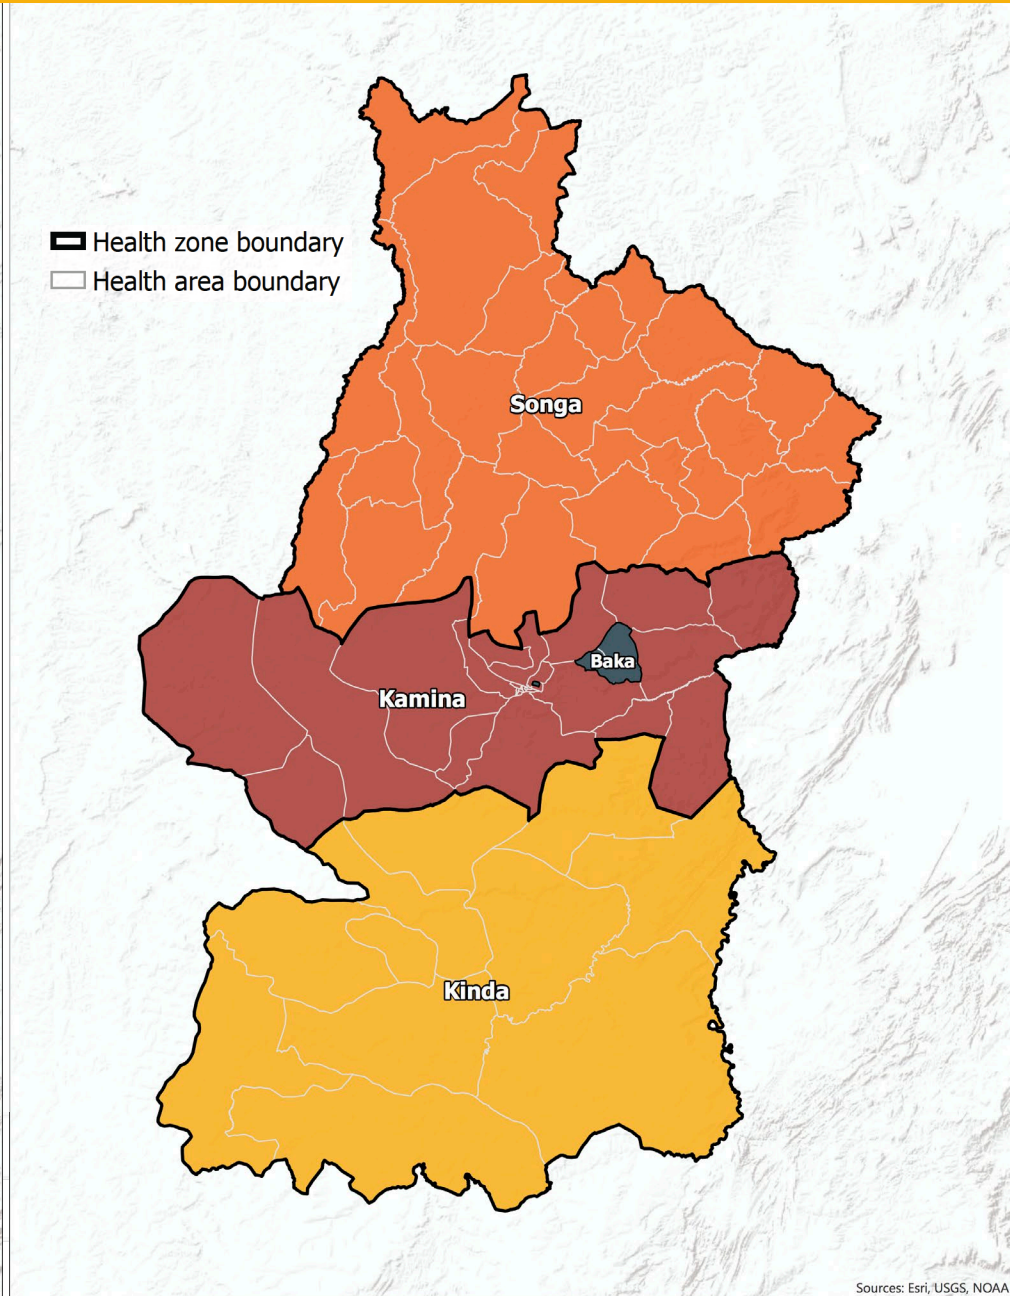 Health zone boundary
Health area boundary
Songa
Baka
Kamina
Kinda
Sources: Esri, USGS, NOAA